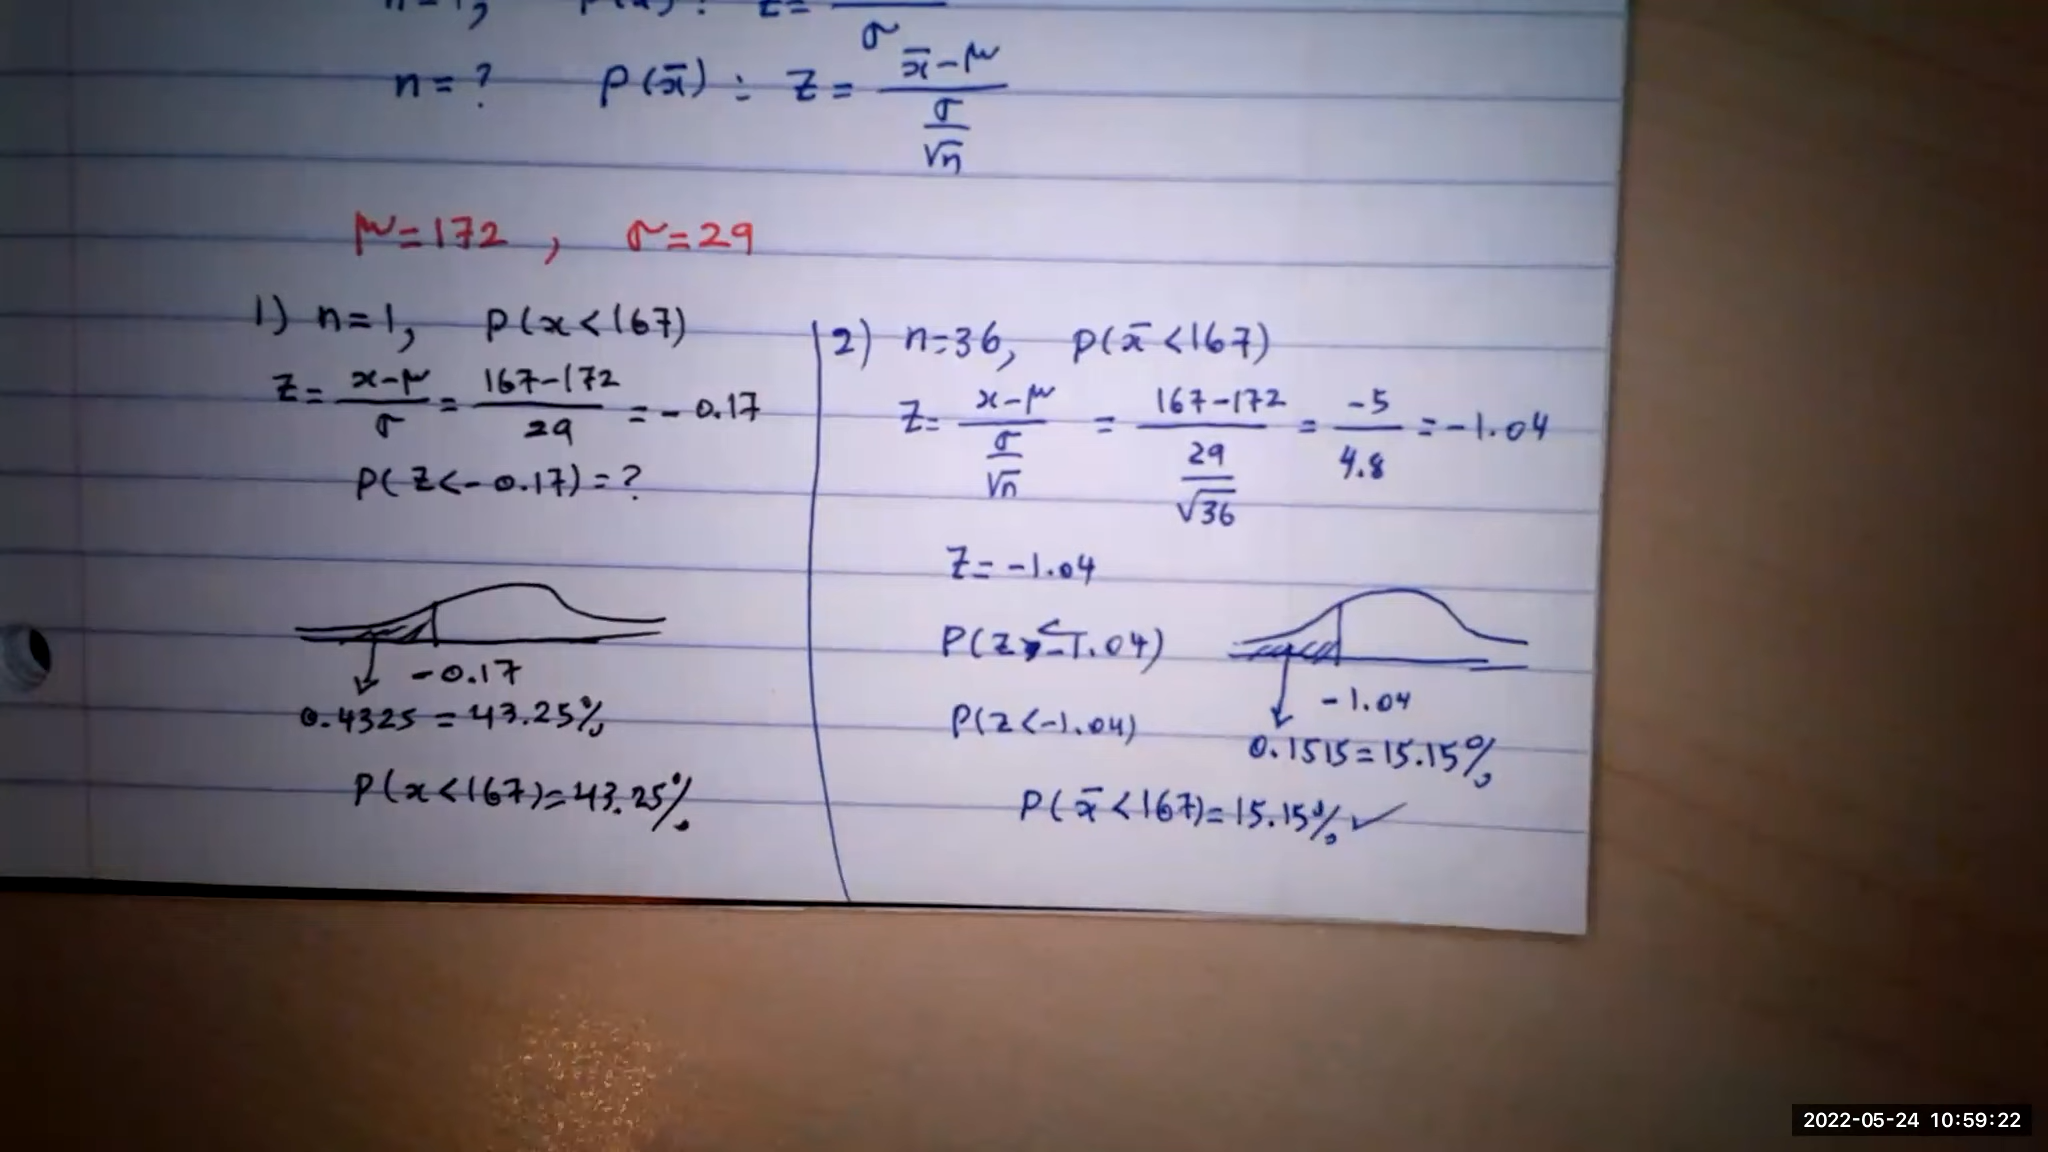 n=1, P(x) : Z=
σ
n=? P(x̄) : Z = (x̄-μ)/(σ/√n)
μ=172, σ=29
1) n=1, P(x<167)
Z= (x-μ)/σ = (167-172)/29 = -0.17
P(Z<-0.17)=?
-0.17
0.4325 = 43.25%
P(x<167)=43.25%
2) n=36, P(x̄<167)
Z= (x-μ)/(σ/√n) = (167-172)/(29/√36) = -5/4.8 = -1.04
Z= -1.04
P(Z<-1.04)
P(Z<-1.04)
-1.04
0.1515=15.15%
P(x̄<167)=15.15% ✓
2022-05-24 10:59:22